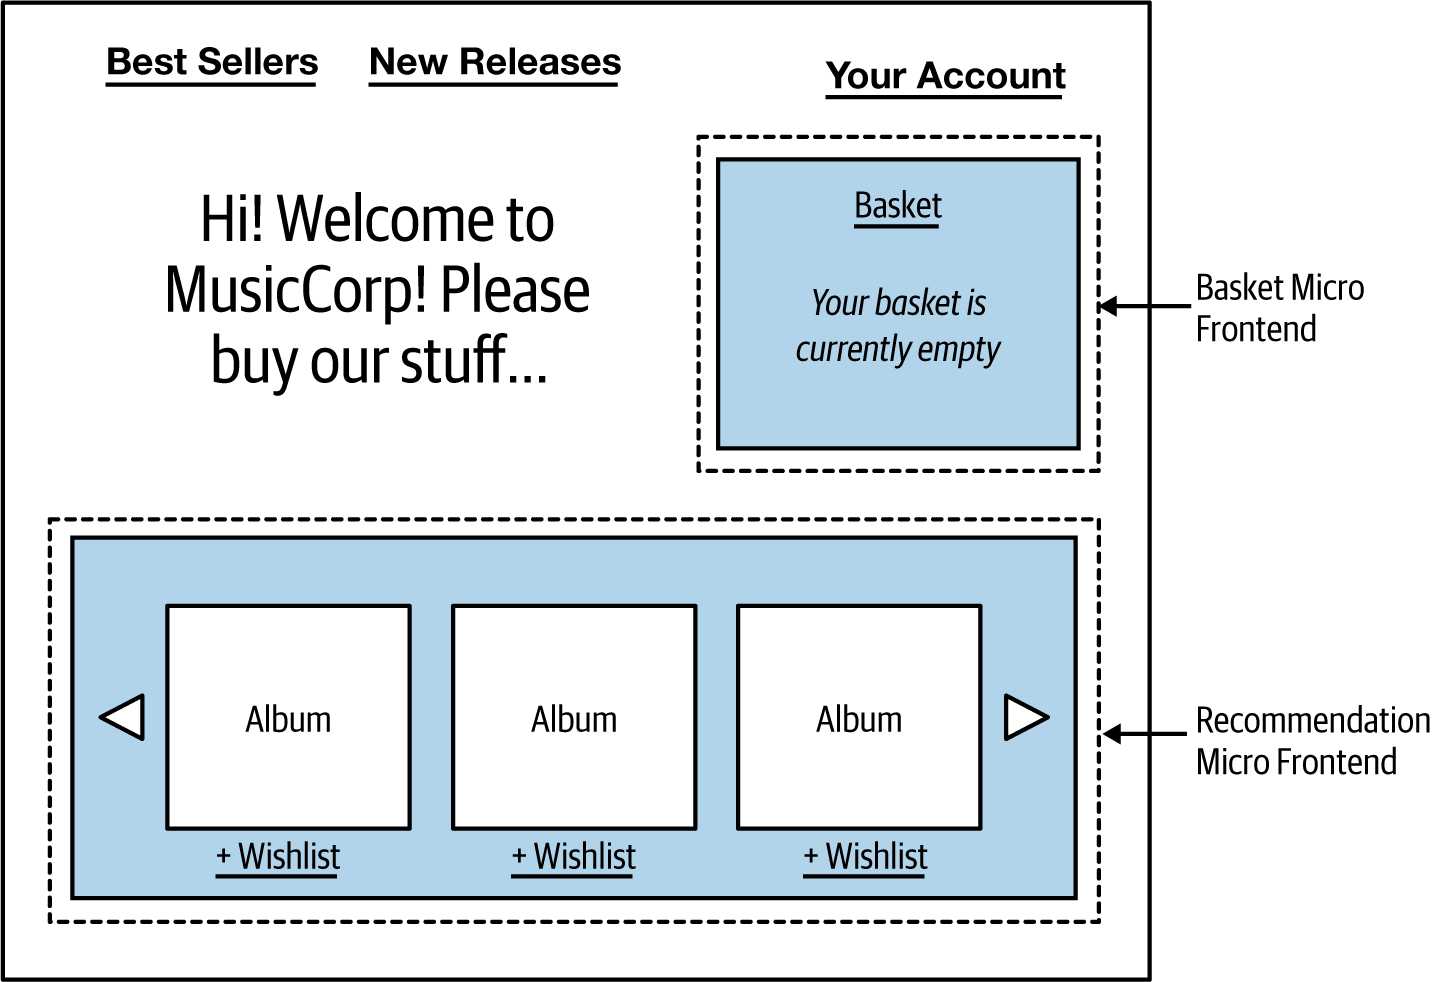 Best Sellers
New Releases
Your Account
Hi! Welcome to
MusicCorp! Please
buy our stuff...
Basket
Your basket is
currently empty
Basket Micro
Frontend
Album
Album
Album
+ Wishlist
+ Wishlist
+ Wishlist
Recommendation
Micro Frontend